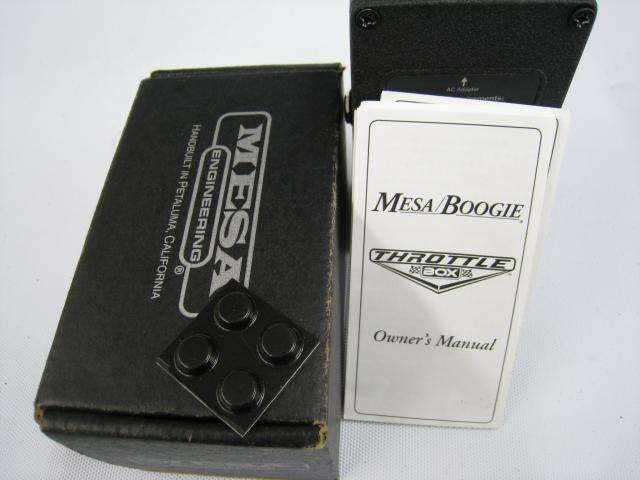 MESA
ENGINEERING®
HANDBUILT IN PETALUMA, CALIFORNIA
AC Adapter
MESA/BOOGIE®
THROTTLE
BOX
Owner's Manual